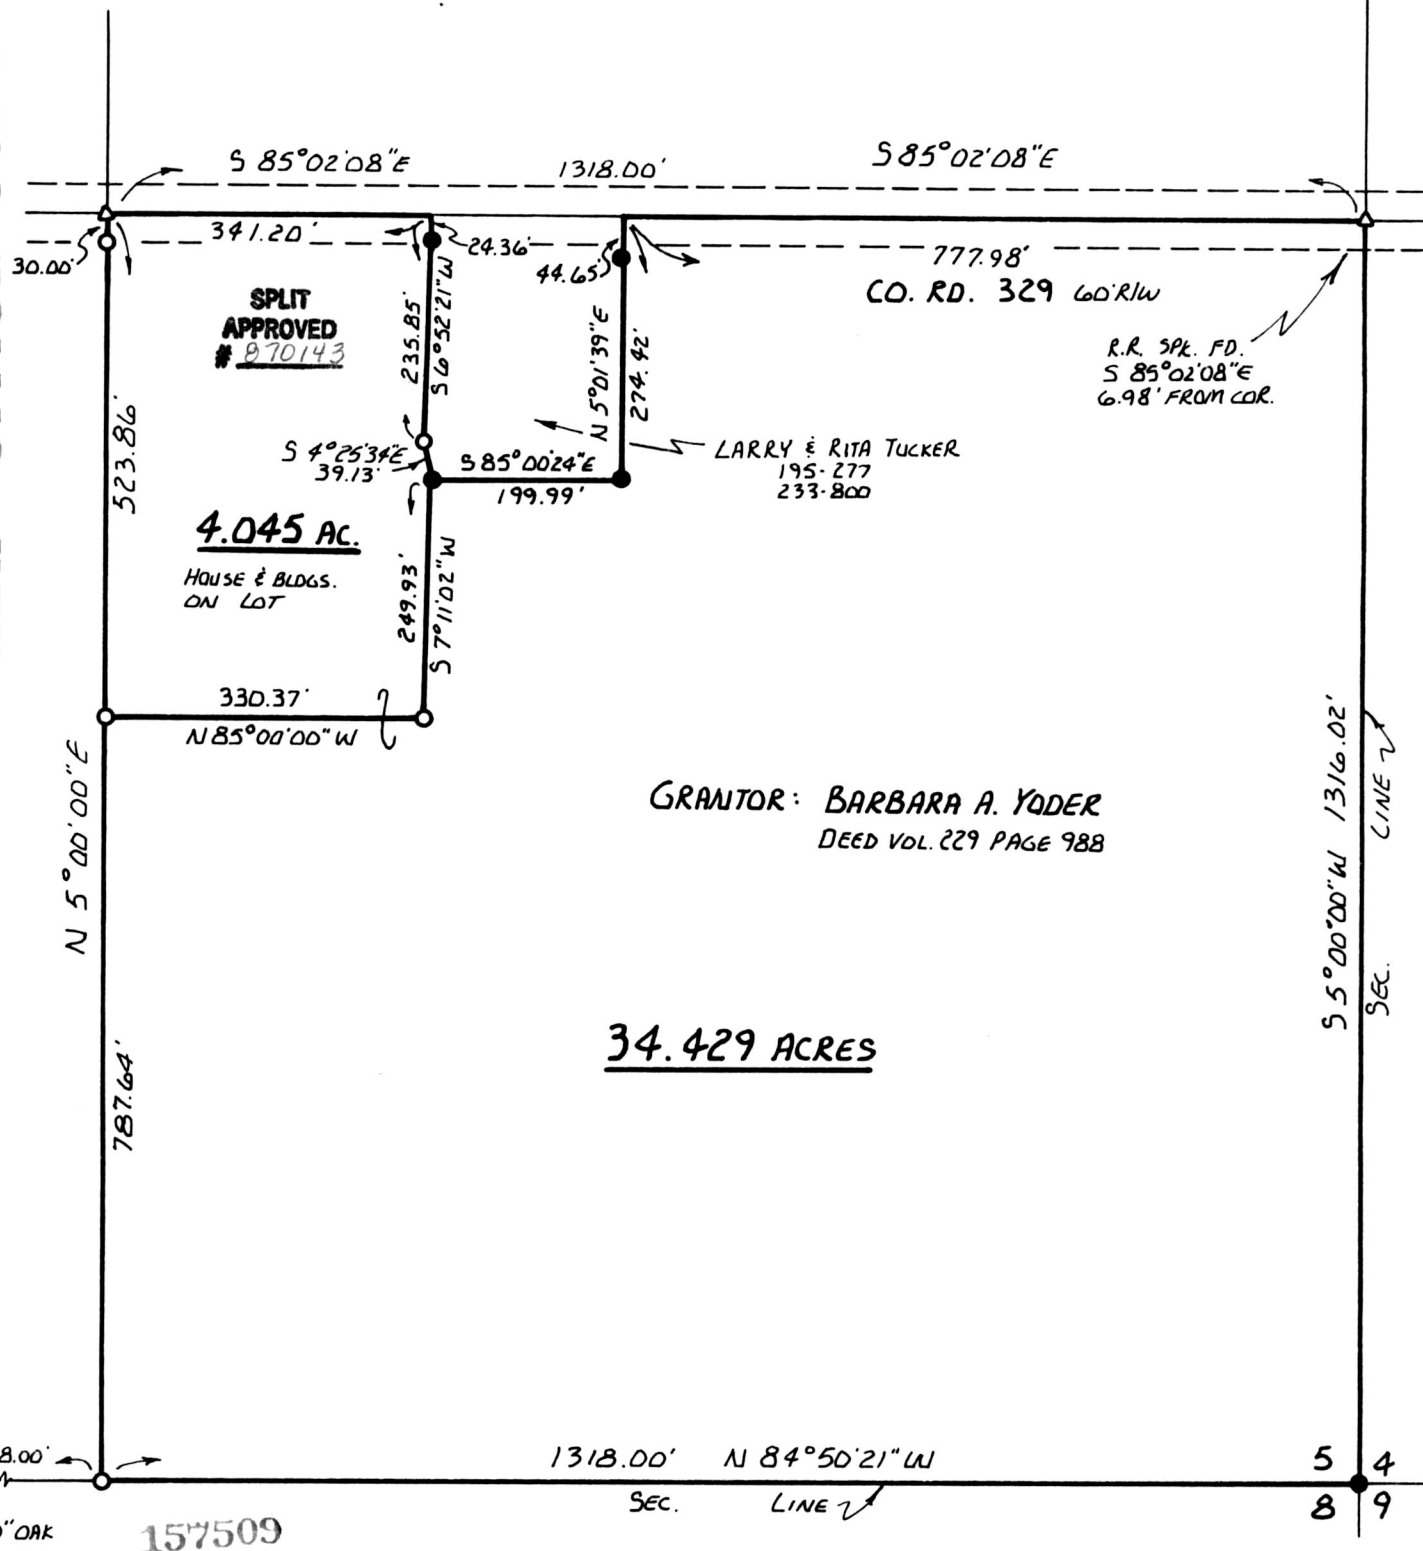 S 85°02'08"E
1318.00'
S 85°02'08"E
341.20'
24.36'
30.00'
44.65'
777.98'
CO. RD. 329 60' R/W
SPLIT
APPROVED
# 870143
235.85'
S 6°52'21"W
N 5°01'39"E
274.42'
R.R. SPK. FD.
S 85°02'08"E
6.98' FROM COR.
523.86'
S 4°25'34"E
39.13'
S 85°00'24"E
199.99'
LARRY & RITA TUCKER
195-277
233-800
4.045 AC.
HOUSE & BLDGS.
ON LOT
249.93'
S 7°11'02"W
330.37'
N 85°00'00"W
N 5°00'00"E
GRANTOR: BARBARA A. YODER
DEED VOL. 229 PAGE 988
S 5°00'00"W 1316.02'
SEC. LINE
34.429 ACRES
787.64'
8.00'
1318.00' N 84°50'21"W
SEC. LINE
5 4
8 9
"OAK
157509